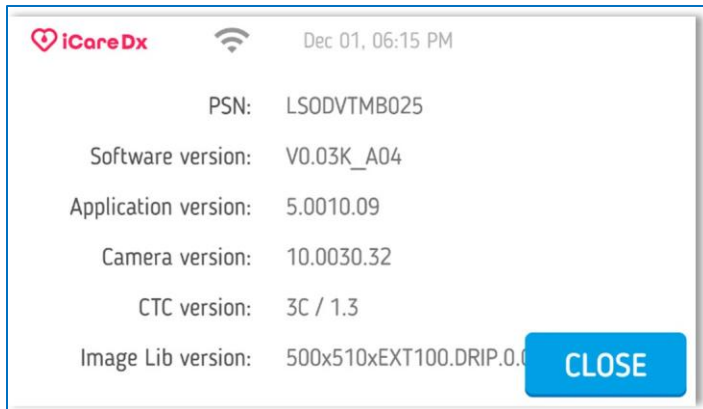 iCareDx Dec 01, 06:15 PM
PSN: LSODVTMB025
Software version: V0.03K_A04
Application version: 5.0010.09
Camera version: 10.0030.32
CTC version: 3C / 1.3
Image Lib version: 500x510xEXT100.DRIP.0.
CLOSE